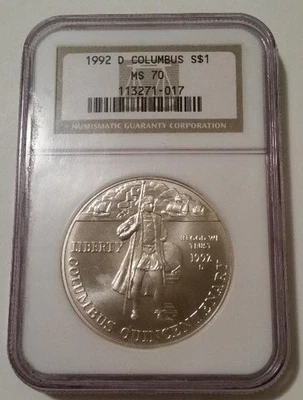 1992 D COLUMBUS S$1
MS 70
113271-017
NUMISMATIC GUARANTY CORPORATION
LIBERTY
IN GOD WE
TRUST
1992
D
COLUMBUS QUINCENTENARY